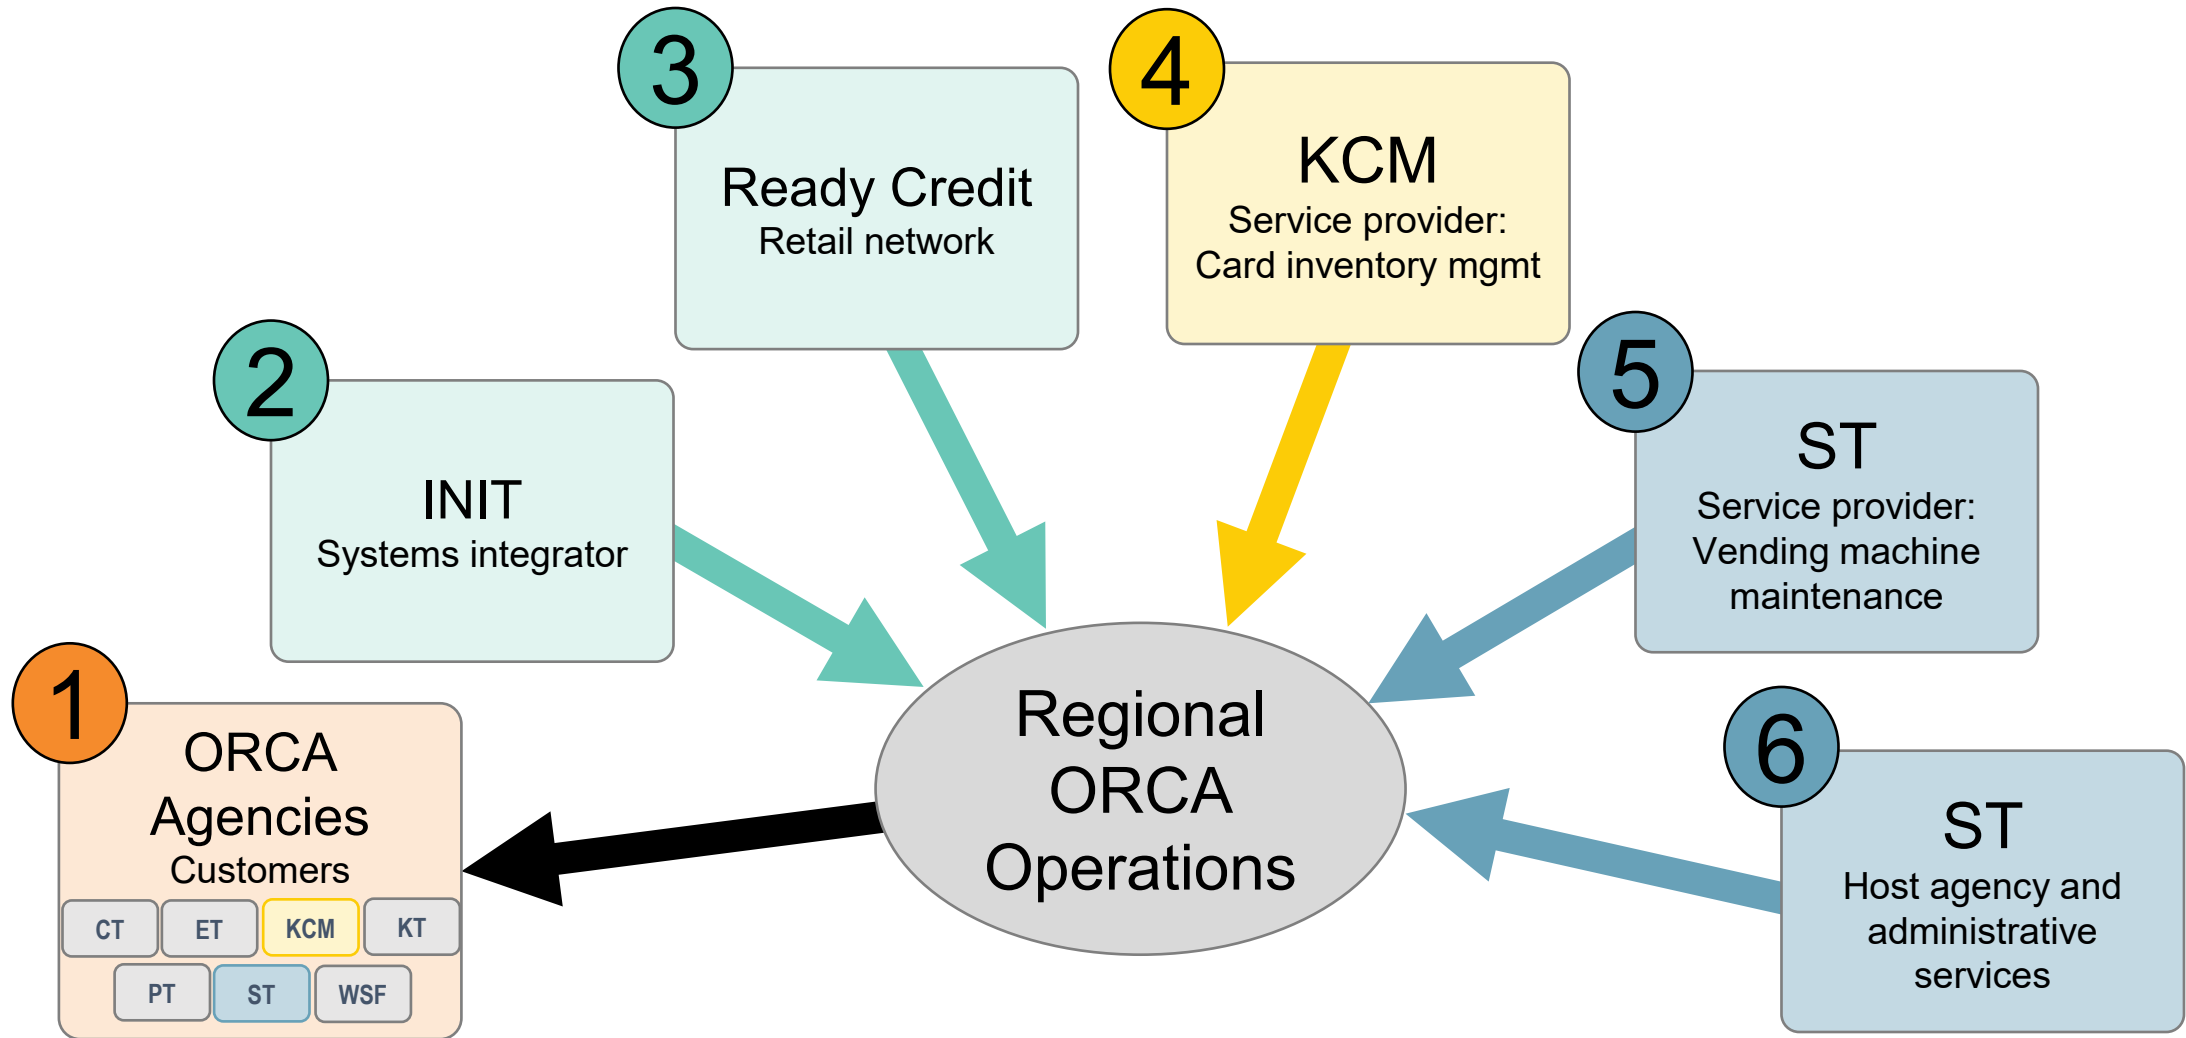 1
ORCA
Agencies
Customers
CT ET KCM KT
PT ST WSF
2
INIT
Systems integrator
3
Ready Credit
Retail network
4
KCM
Service provider:
Card inventory mgmt
5
ST
Service provider:
Vending machine
maintenance
6
ST
Host agency and
administrative
services
Regional
ORCA
Operations